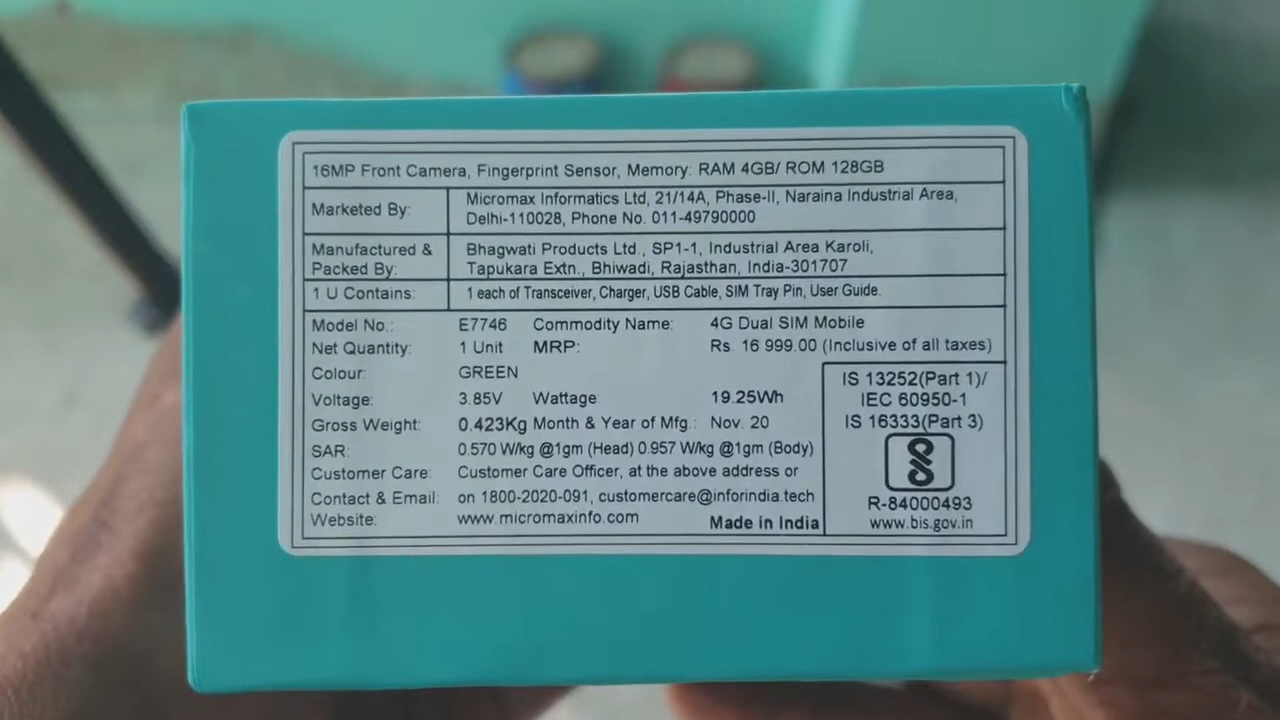 16MP Front Camera, Fingerprint Sensor, Memory: RAM 4GB/ ROM 128GB
Marketed By: Micromax Informatics Ltd, 21/14A, Phase-II, Naraina Industrial Area,
Delhi-110028, Phone No. 011-49790000
Manufactured & Bhagwati Products Ltd., SP1-1, Industrial Area Karoli,
Packed By: Tapukara Extn., Bhiwadi, Rajasthan, India-301707
1 U Contains: 1 each of Transceiver, Charger, USB Cable, SIM Tray Pin, User Guide.
Model No.: E7746 Commodity Name: 4G Dual SIM Mobile
Net Quantity: 1 Unit MRP: Rs. 16 999.00 (Inclusive of all taxes)
Colour: GREEN
Voltage: 3.85V Wattage 19.25Wh
Gross Weight: 0.423Kg Month & Year of Mfg.: Nov. 20
SAR: 0.570 W/kg @1gm (Head) 0.957 W/kg @1gm (Body)
Customer Care: Customer Care Officer, at the above address or
Contact & Email: on 1800-2020-091, customercare@inforindia.tech
Website: www.micromaxinfo.com Made in India
IS 13252(Part 1)/
IEC 60950-1
IS 16333(Part 3)
R-84000493
www.bis.gov.in